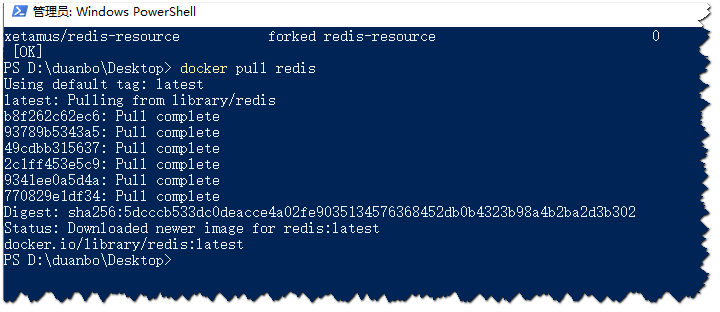 管理员: Windows PowerShell
xetamus/redis-resource forked redis-resource 0
[OK]
PS D:\duanbo\Desktop> docker pull redis
Using default tag: latest
latest: Pulling from library/redis
b8f262c62ec6: Pull complete
93789b5343a5: Pull complete
49cdbb315637: Pull complete
2c1ff453e5c9: Pull complete
9341ee0a5d4a: Pull complete
770829e1df34: Pull complete
Digest: sha256:5dcccb533dc0deacce4a02fe9035134576368452db0b4323b98a4b2ba2d3b302
Status: Downloaded newer image for redis:latest
docker.io/library/redis:latest
PS D:\duanbo\Desktop>